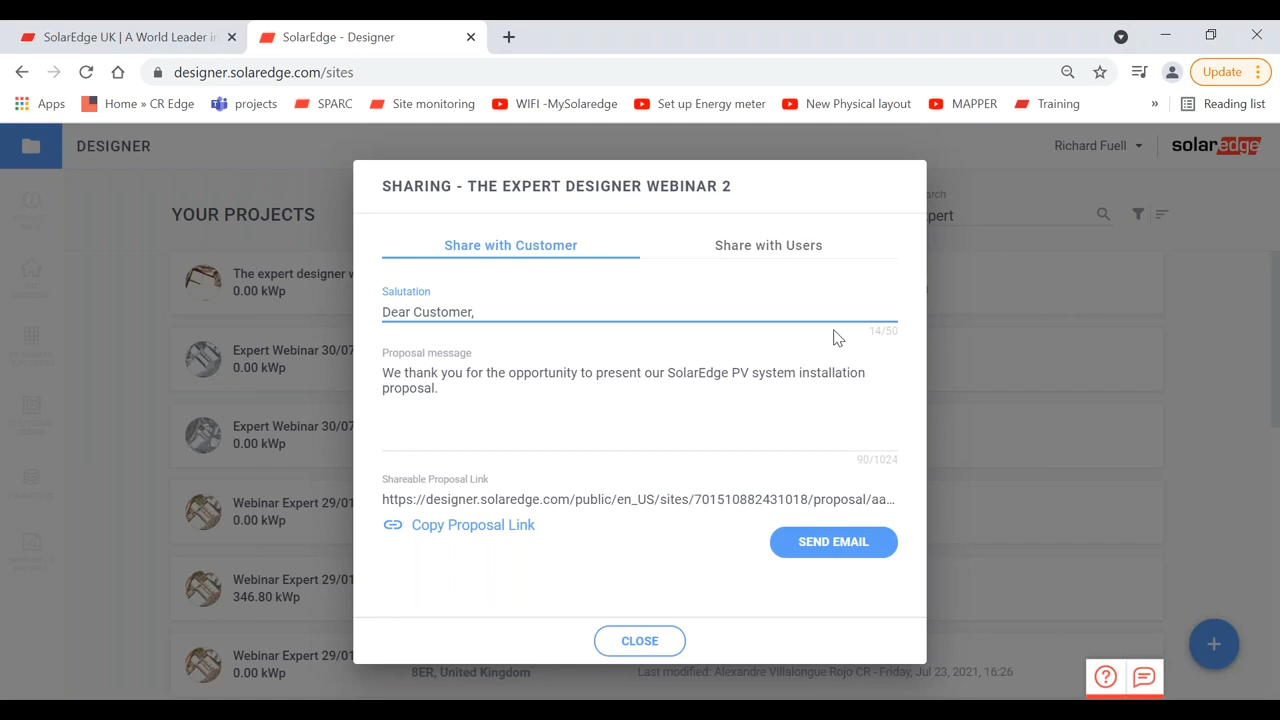 SolarEdge UK | A World Leader in
SolarEdge - Designer
designer.solaredge.com/sites
Update
Apps
Home » CR Edge
projects
SPARC
Site monitoring
WIFI -MySolaredge
Set up Energy meter
New Physical layout
MAPPER
Training
»
Reading list
DESIGNER
Richard Fuell
solaredge
SHARING - THE EXPERT DESIGNER WEBINAR 2
YOUR PROJECTS
arch
pert
Share with Customer
Share with Users
The expert designer w
0.00 kWp
Salutation
Dear Customer,
14/50
Expert Webinar 30/07
0.00 kWp
Proposal message
We thank you for the opportunity to present our SolarEdge PV system installation
proposal.
90/1024
Expert Webinar 30/07
0.00 kWp
Shareable Proposal Link
https://designer.solaredge.com/public/en_US/sites/701510882431018/proposal/aa...
Copy Proposal Link
SEND EMAIL
Webinar Expert 29/01
0.00 kWp
Webinar Expert 29/01
346.80 kWp
CLOSE
Webinar Expert 29/01
0.00 kWp
8ER, United Kingdom
Last modified: Alexandre Villalongue Rojo CR - Friday, Jul 23, 2021, 16:26